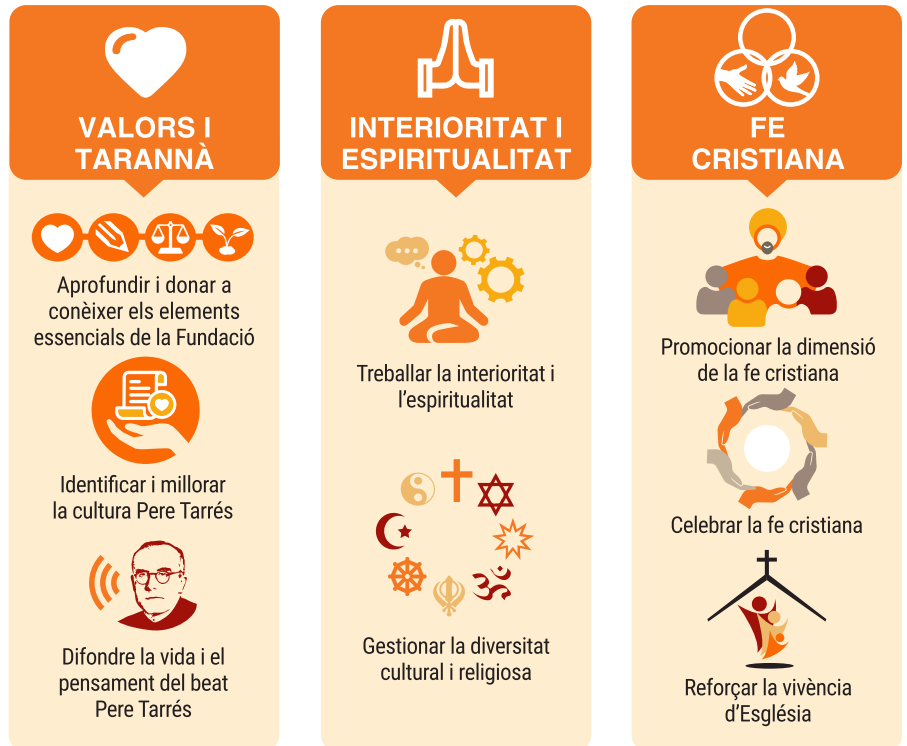 VALORS I
TARANNÀ
Aprofundir i donar a
conèixer els elements
essencials de la Fundació
Identificar i millorar
la cultura Pere Tarrés
Difondre la vida i el
pensament del beat
Pere Tarrés
INTERIORITAT I
ESPIRITUALITAT
Treballar la interioritat i
l’espiritualitat
Gestionar la diversitat
cultural i religiosa
FE
CRISTIANA
Promocionar la dimensió
de la fe cristiana
Celebrar la fe cristiana
Reforçar la vivència
d’Església